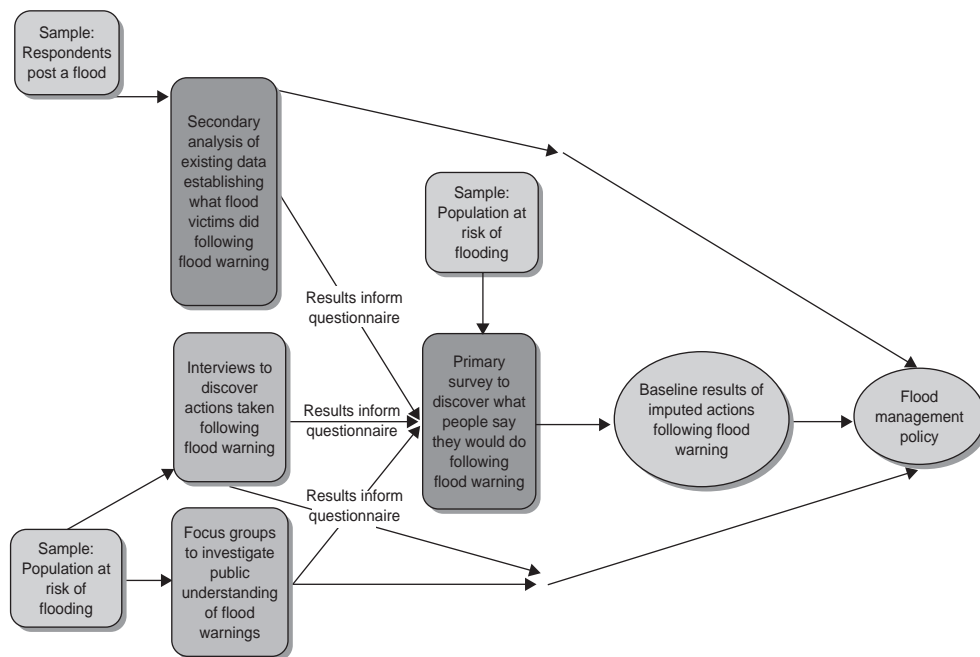 Sample:
Respondents
post a flood
Secondary
analysis of
existing data
establishing
what flood
victims did
following
flood warning
Sample:
Population at
risk of
flooding
Results inform
questionnaire
Interviews to
discover
actions taken
following
flood warning
Results inform
questionnaire
Primary
survey to
discover what
people say
they would do
following
flood warning
Baseline results of
imputed actions
following flood
warning
Flood
management
policy
Results inform
questionnaire
Sample:
Population at
risk of
flooding
Focus groups
to investigate
public
understanding
of flood
warnings